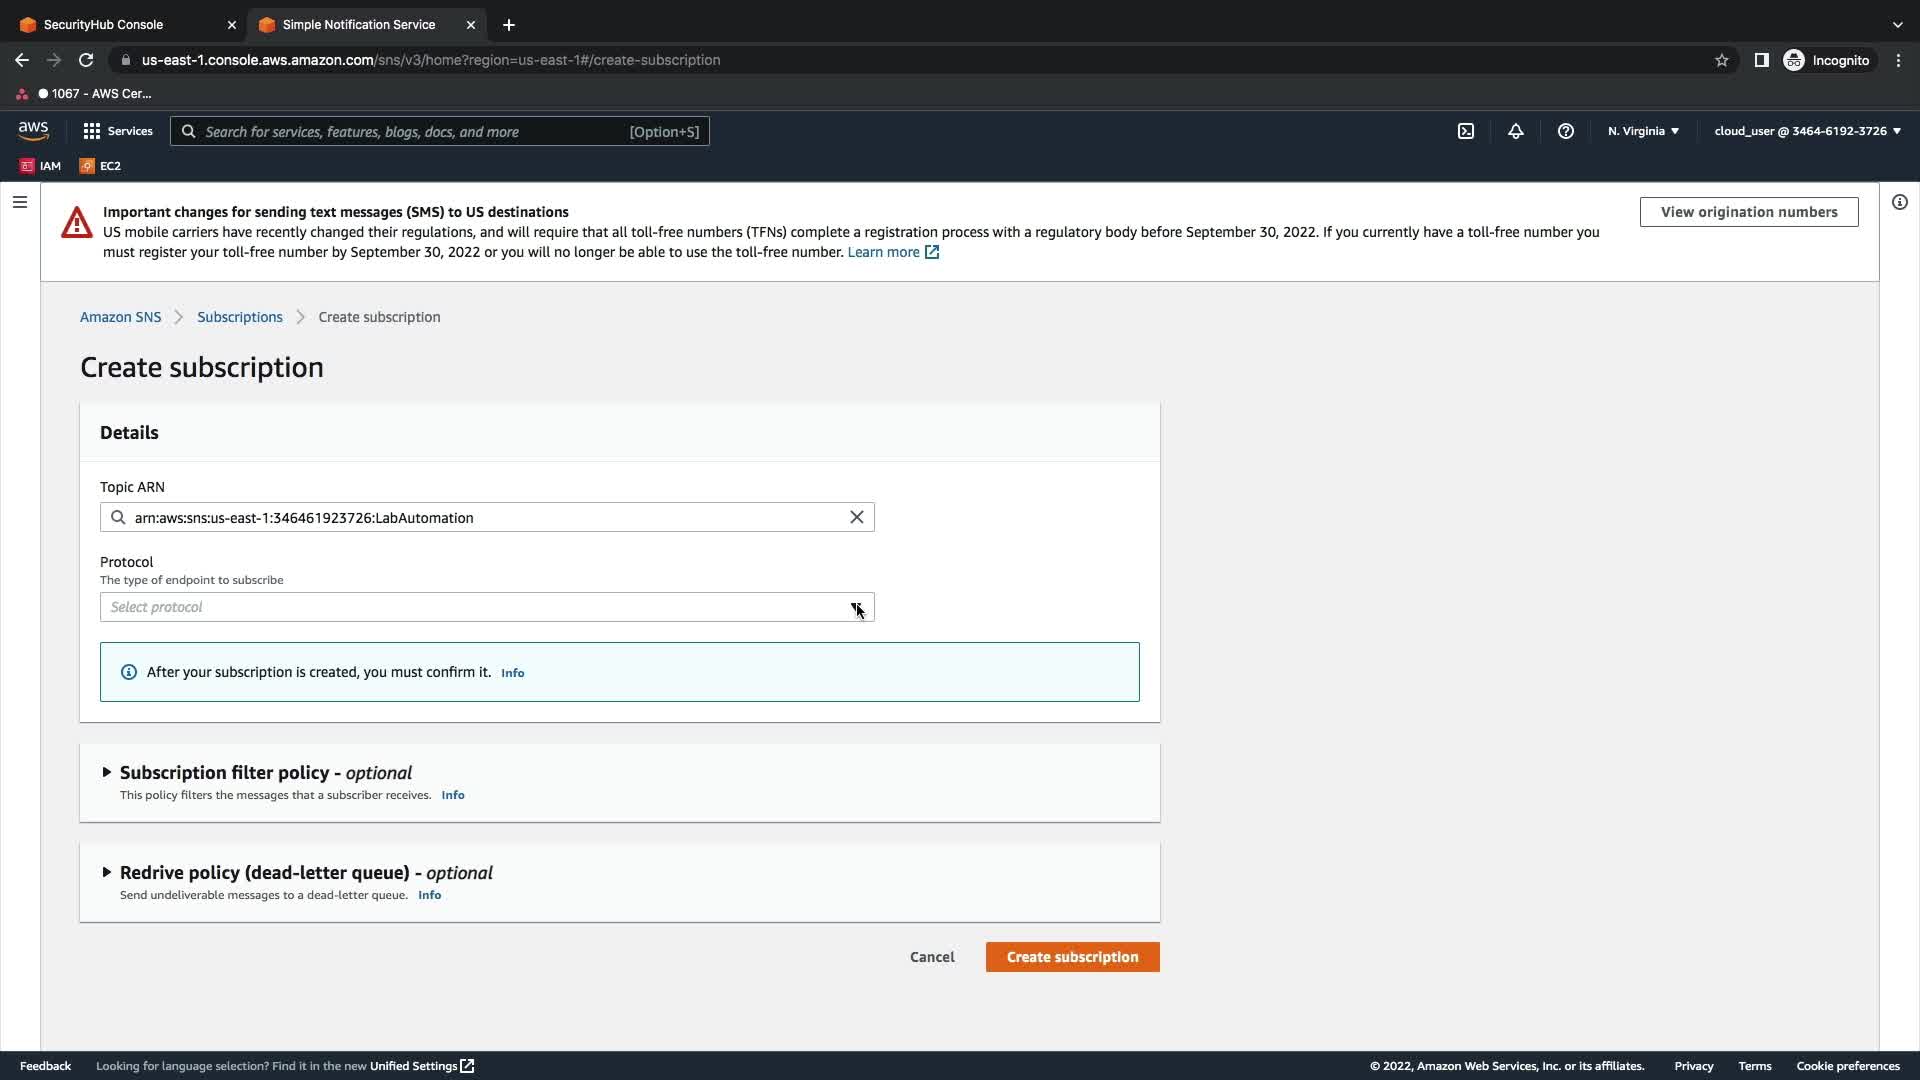 SecurityHub Console
Simple Notification Service
us-east-1.console.aws.amazon.com/sns/v3/home?region=us-east-1#/create-subscription
Incognito
1067 - AWS Cer...
aws
Services
Search for services, features, blogs, docs, and more
[Option+S]
N. Virginia
cloud_user @ 3464-6192-3726
IAM
EC2
Important changes for sending text messages (SMS) to US destinations
US mobile carriers have recently changed their regulations, and will require that all toll-free numbers (TFNs) complete a registration process with a regulatory body before September 30, 2022. If you currently have a toll-free number you
must register your toll-free number by September 30, 2022 or you will no longer be able to use the toll-free number. Learn more
View origination numbers
Amazon SNS
Subscriptions
Create subscription
Create subscription
Details
Topic ARN
arn:aws:sns:us-east-1:346461923726:LabAutomation
Protocol
The type of endpoint to subscribe
Select protocol
After your subscription is created, you must confirm it. Info
Subscription filter policy - optional
This policy filters the messages that a subscriber receives. Info
Redrive policy (dead-letter queue) - optional
Send undeliverable messages to a dead-letter queue. Info
Cancel
Create subscription
Feedback
Looking for language selection? Find it in the new Unified Settings
© 2022, Amazon Web Services, Inc. or its affiliates.
Privacy
Terms
Cookie preferences